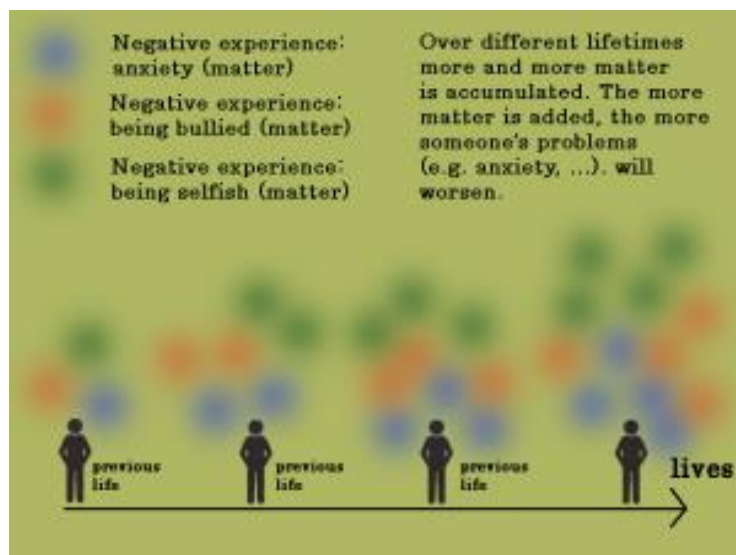 Negative experience:
anxiety (matter)
Negative experience:
being bullied (matter)
Negative experience:
being selfish (matter)
Over different lifetimes
more and more matter
is accumulated. The more
matter is added, the more
someone's problems
(e.g. anxiety, ...). will
worsen.
previous
life
previous
life
previous
life
lives